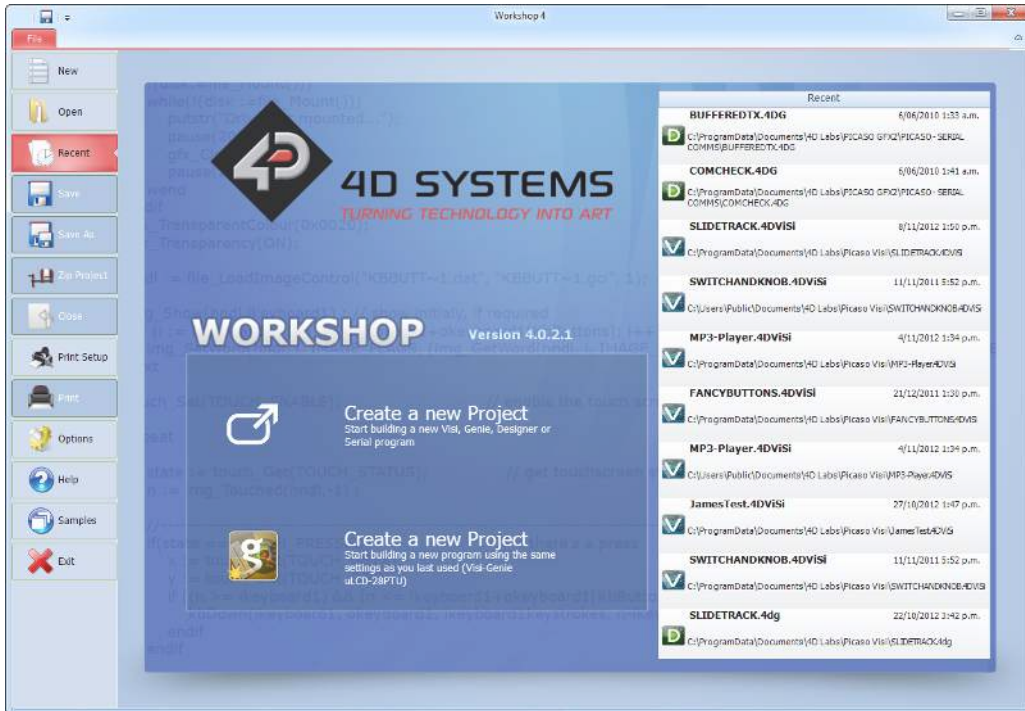 Workshop 4
File
New
Open
Recent
Save
Save As
Zip Project
Close
Print Setup
Print
Options
Help
Samples
Exit
4D SYSTEMS
TURNING TECHNOLOGY INTO ART
WORKSHOP Version 4.0.2.1
Create a new Project
Start building a new Visi, Genie, Designer or
Serial program
Create a new Project
Start building a new program using the same
settings as you last used (Visi-Genie
uLCD-28PTU)
Recent
BUFFEREDTX.4DG 6/06/2010 1:33 a.m.
C:\ProgramData\Documents\4D Labs\PICASO GFX2\PICASO - SERIAL
COMMS\BUFFEREDTX.4DG
COMCHECK.4DG 6/06/2010 1:41 a.m.
C:\ProgramData\Documents\4D Labs\PICASO GFX2\PICASO - SERIAL
COMMS\COMCHECK.4DG
SLIDETRACK.4DViSi 8/11/2012 1:50 p.m.
C:\ProgramData\Documents\4D Labs\Picaso Visi\SLIDETRACK.4DViSi
SWITCHANDKNOB.4DViSi 11/11/2011 5:52 p.m.
C:\Users\Public\Documents\4D Labs\Picaso Visi\SWITCHANDKNOB.4DViSi
MP3-Player.4DViSi 4/11/2012 1:34 p.m.
C:\ProgramData\Documents\4D Labs\Picaso Visi\MP3-Player.4DViSi
FANCYBUTTONS.4DViSi 21/12/2011 1:30 p.m.
C:\ProgramData\Documents\4D Labs\Picaso Visi\FANCYBUTTONS.4DViSi
MP3-Player.4DViSi 4/11/2012 1:34 p.m.
C:\Users\Public\Documents\4D Labs\Picaso Visi\MP3-Player.4DViSi
JamesTest.4DViSi 27/10/2012 1:47 p.m.
C:\ProgramData\Documents\4D Labs\Picaso Visi\JamesTest.4DViSi
SWITCHANDKNOB.4DViSi 11/11/2011 5:52 p.m.
C:\ProgramData\Documents\4D Labs\Picaso Visi\SWITCHANDKNOB.4DViSi
SLIDETRACK.4dg 22/10/2012 3:42 p.m.
C:\ProgramData\Documents\4D Labs\Picaso Visi\SLIDETRACK.4dg